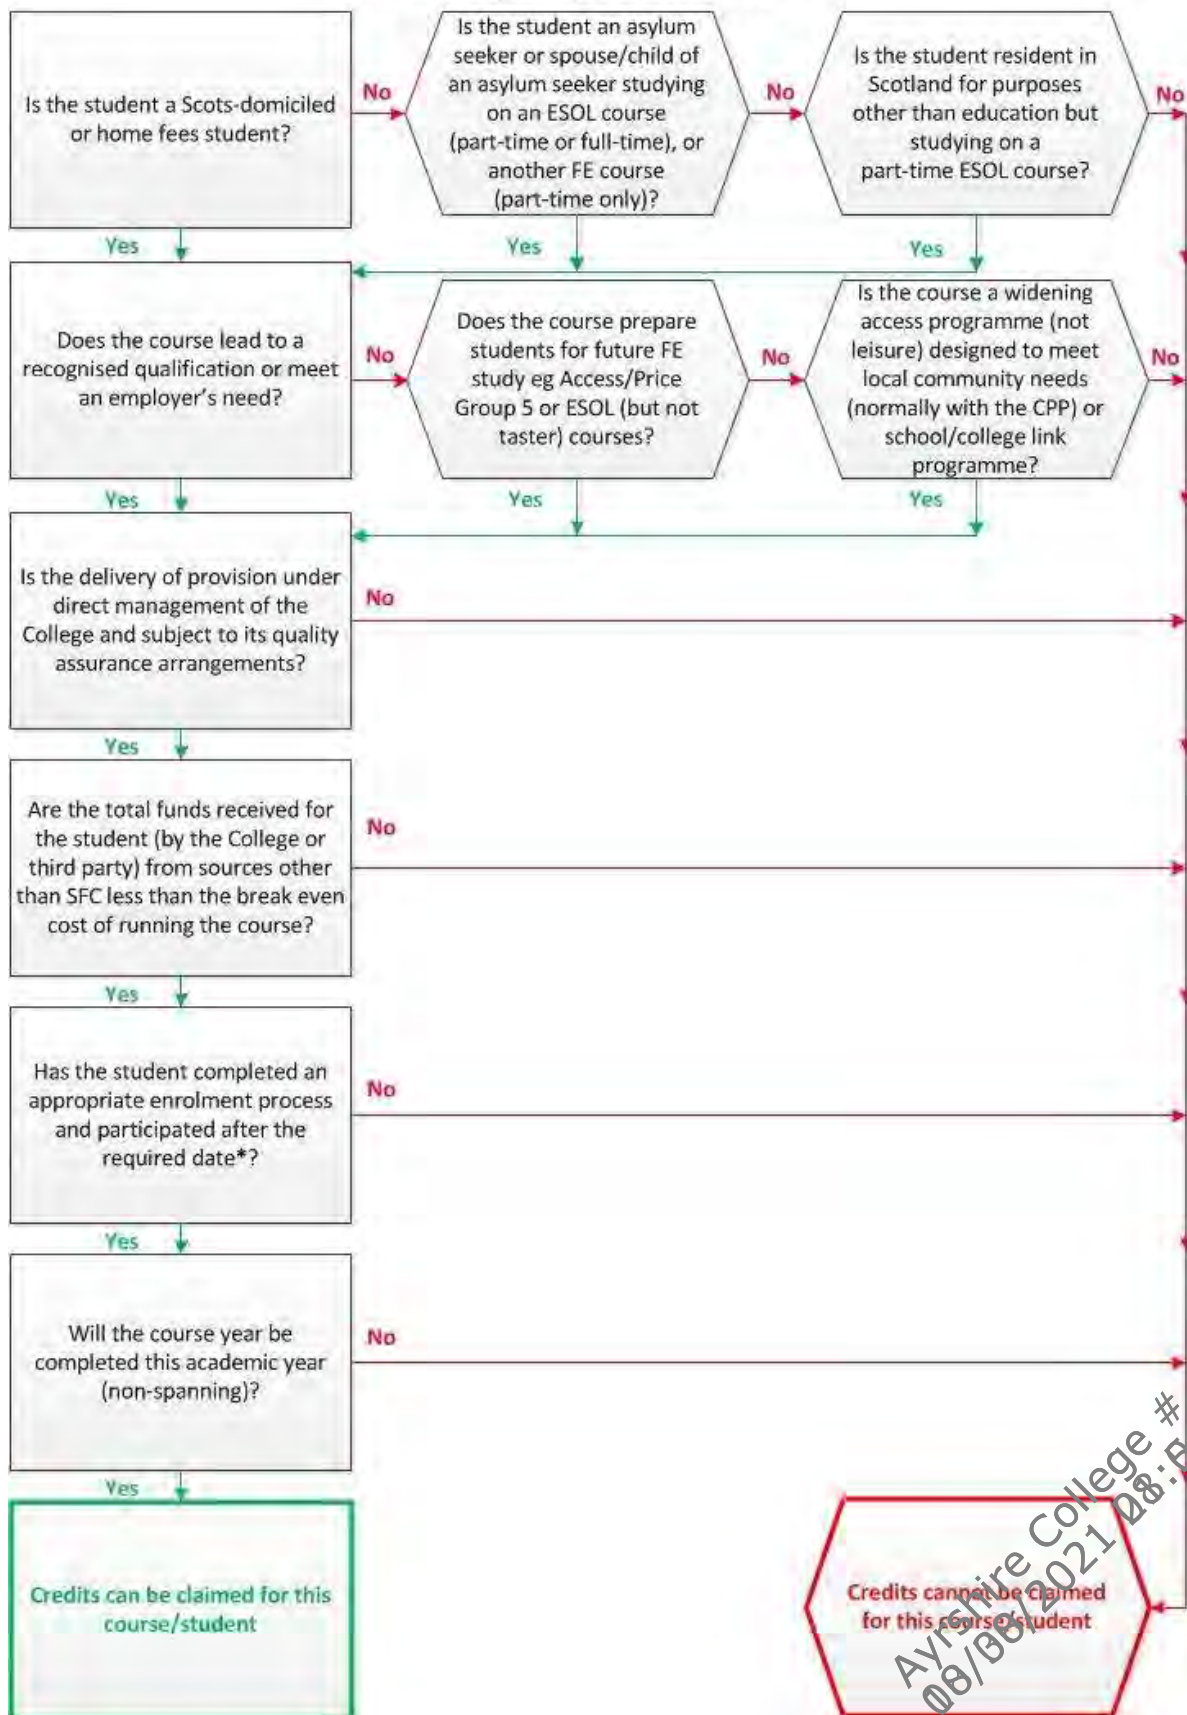 Is the student a Scots-domiciled
or home fees student?
No
Is the student an asylum
seeker or spouse/child of
an asylum seeker studying
on an ESOL course
(part-time or full-time), or
another FE course
(part-time only)?
No
Is the student resident in
Scotland for purposes
other than education but
studying on a
part-time ESOL course?
No
Yes
Yes
Yes
Does the course lead to a
recognised qualification or meet
an employer's need?
No
Does the course prepare
students for future FE
study eg Access/Price
Group 5 or ESOL (but not
taster) courses?
No
Is the course a widening
access programme (not
leisure) designed to meet
local community needs
(normally with the CPP) or
school/college link
programme?
No
Yes
Yes
Yes
Is the delivery of provision under
direct management of the
College and subject to its quality
assurance arrangements?
No
Yes
Are the total funds received for
the student (by the College or
third party) from sources other
than SFC less than the break even
cost of running the course?
No
Yes
Has the student completed an
appropriate enrolment process
and participated after the
required date*?
No
Yes
Will the course year be
completed this academic year
(non-spanning)?
No
Yes
Credits can be claimed for this
course/student
Credits cannot be claimed
for this course/student
Ayrshire College #